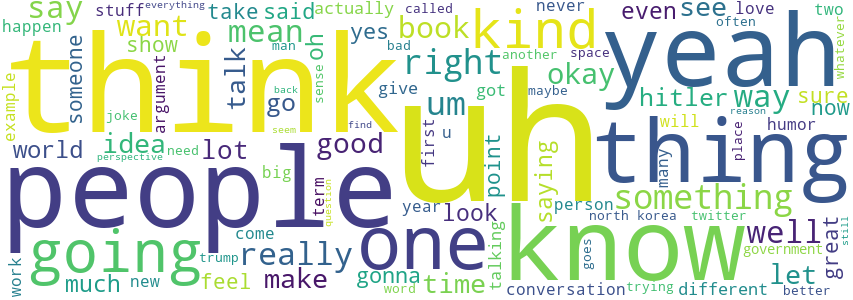 say
stuff
everything
actually
called
never
even
see
love
two
happen
want
take
said
show
mean
oh
yes
book
kind
yeah
man
bad
another
space
often
someone
think
talk
right
okay
whatever
example
argument
go
sense
give
got
maybe
hitler
way
sure
back
um
uh
thing
will
now
joke
reason
idea
seem
find
u
first
place
humor
world
lot
good
perspective
need
big
point
saying
many
people
term
question
person
something
year
look
north korea
twitter
well
great
going
come
one
know
goes
government
still
work
trump
really
talking
much
new
feel
make
gonna
time
word
conversation
trying
different
let
better